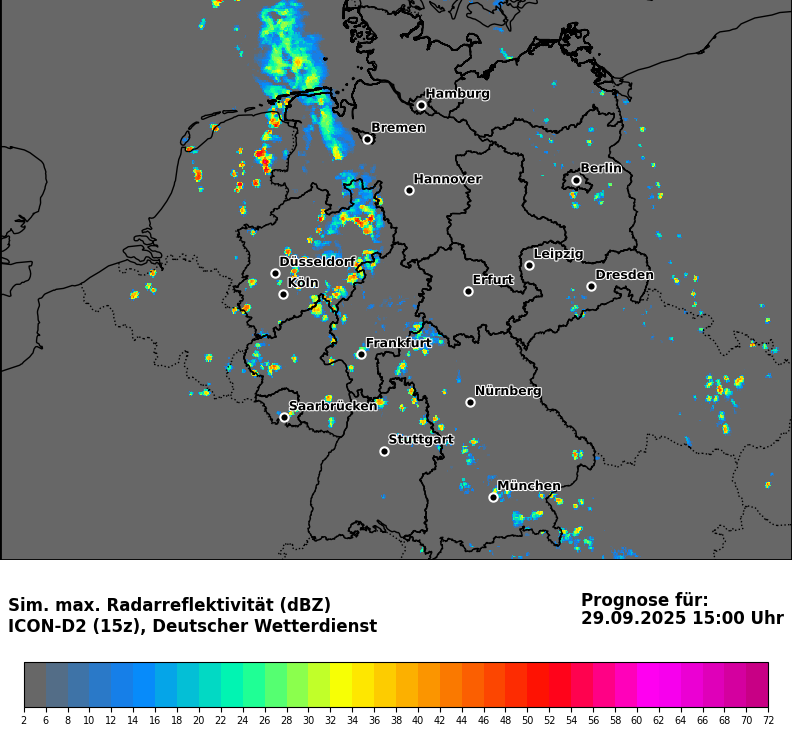 Hamburg
Bremen
Berlin
Hannover
Leipzig
Düsseldorf
Dresden
Erfurt
Köln
Frankfurt
Nürnberg
Saarbrücken
Stuttgart
München
Sim. max. Radarreflektivität (dBZ)
ICON-D2 (15z), Deutscher Wetterdienst
Prognose für:
29.09.2025 15:00 Uhr
2 6 8 10 12 14 16 18 20 22 24 26 28 30 32 34 36 38 40 42 44 46 48 50 52 54 56 58 60 62 64 66 68 70 72